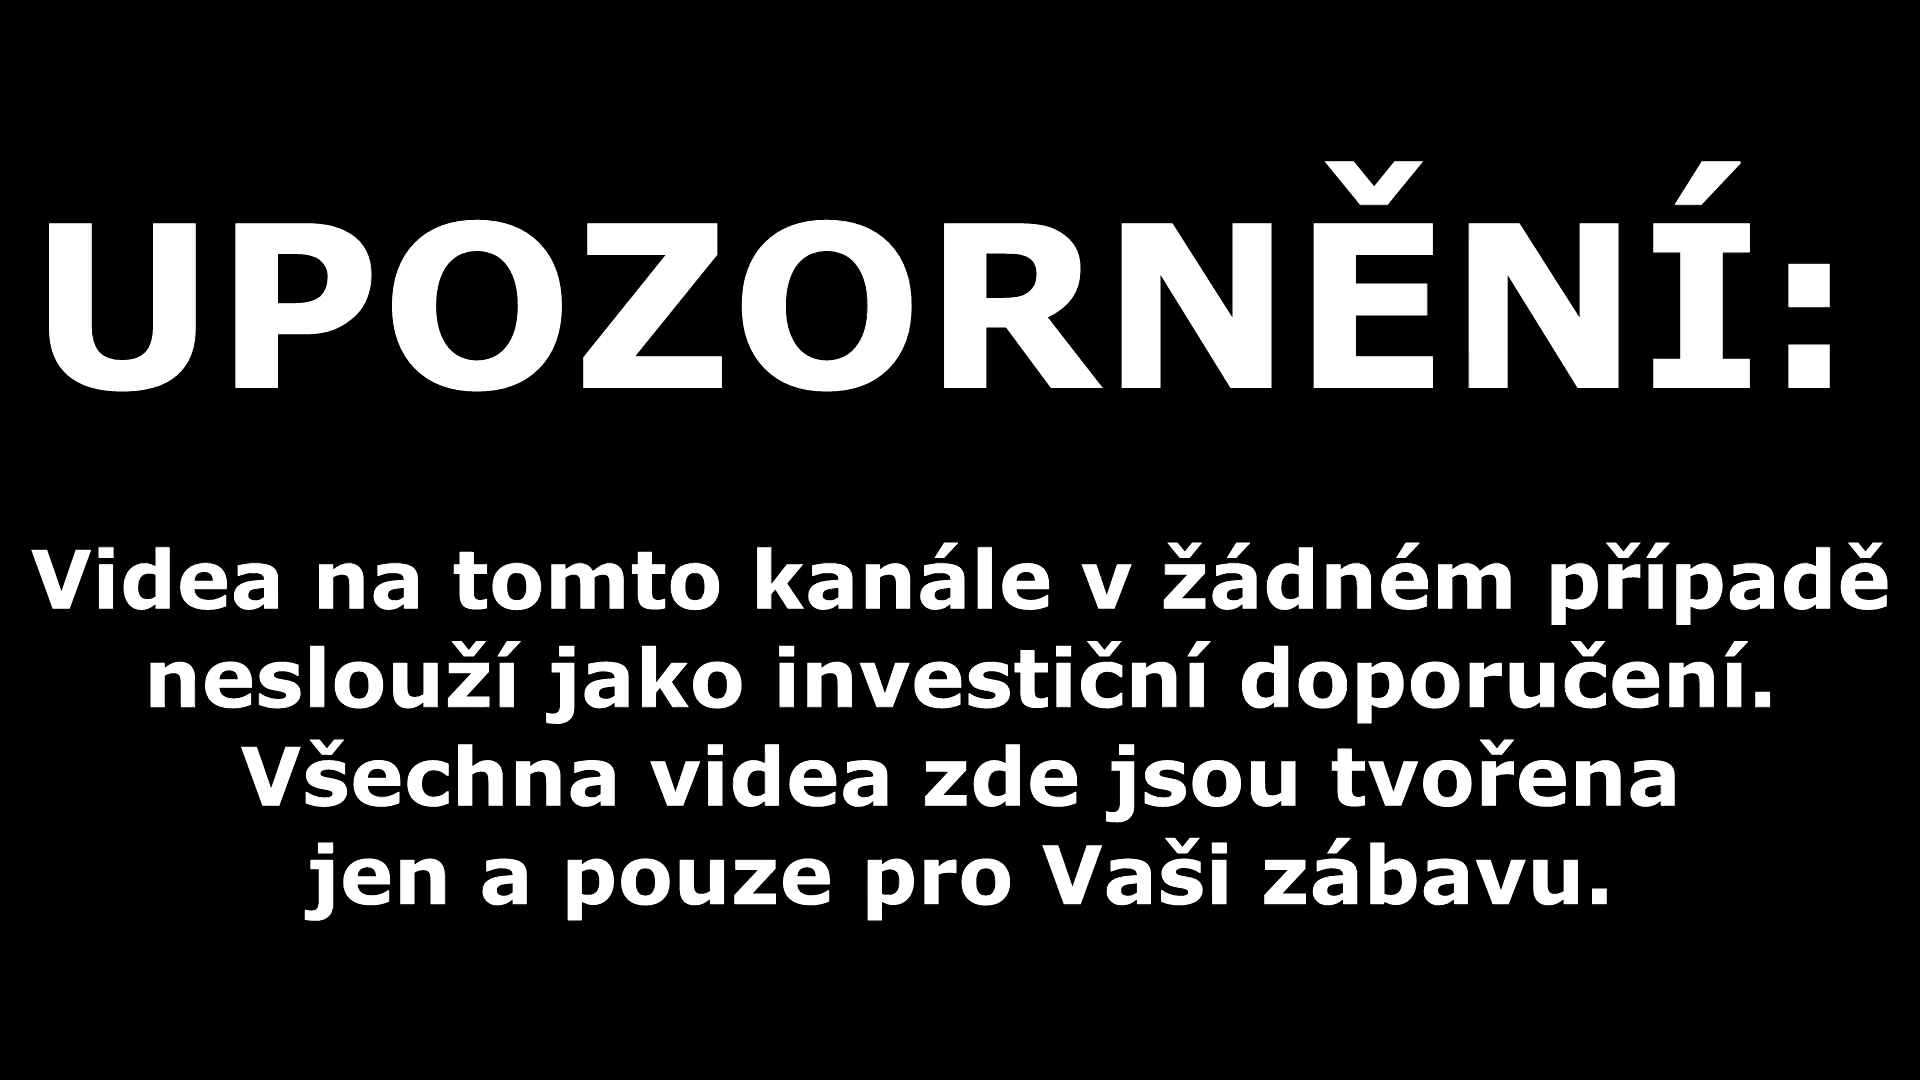 UPOZORNĚNÍ:
Videa na tomto kanále v žádném případě
neslouží jako investiční doporučení.
Všechna videa zde jsou tvořena
jen a pouze pro Vaši zábavu.